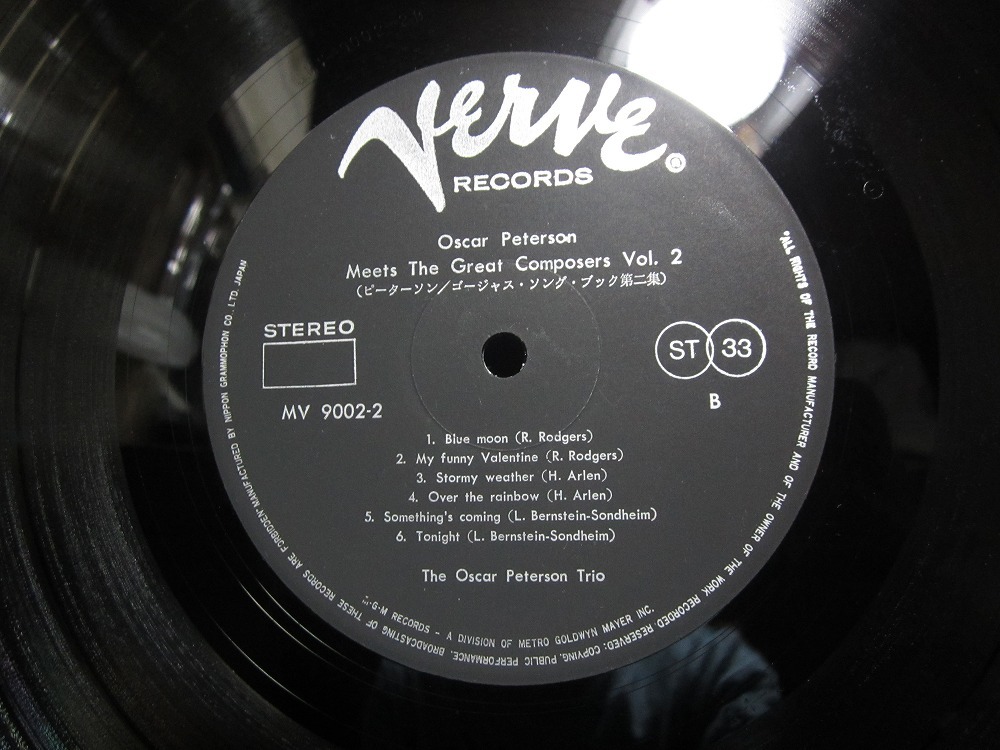 Verve
RECORDS ®
Oscar Peterson
Meets The Great Composers Vol. 2
(ピーターソン/ゴージャス・ソング・ブック第二集)
STEREO
ST 33
MV 9002-2
B
1. Blue moon (R. Rodgers)
2. My funny Valentine (R. Rodgers)
3. Stormy weather (H. Arlen)
4. Over the rainbow (H. Arlen)
5. Something's coming (L. Bernstein-Sondheim)
6. Tonight (L. Bernstein-Sondheim)
The Oscar Peterson Trio
"ALL RIGHTS OF THE RECORD MANUFACTURER AND OF THE OWNER OF THE WORK RECORDED RESERVED: COPYING, PUBLIC PERFORMANCE, BROADCASTING OF THESE RECORDS ARE FORBIDDEN" MANUFACTURED BY NIPPON GRAMMOPHON CO., LTD. JAPAN
M-G-M RECORDS – A DIVISION OF METRO GOLDWYN MAYER INC.